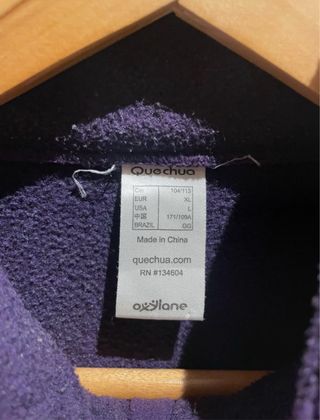 Quechua
Cm 104/113
EUR XL
USA L
中国 171/109A
BRAZIL GG
Made in China
quechua.com
RN #134604
oxylane